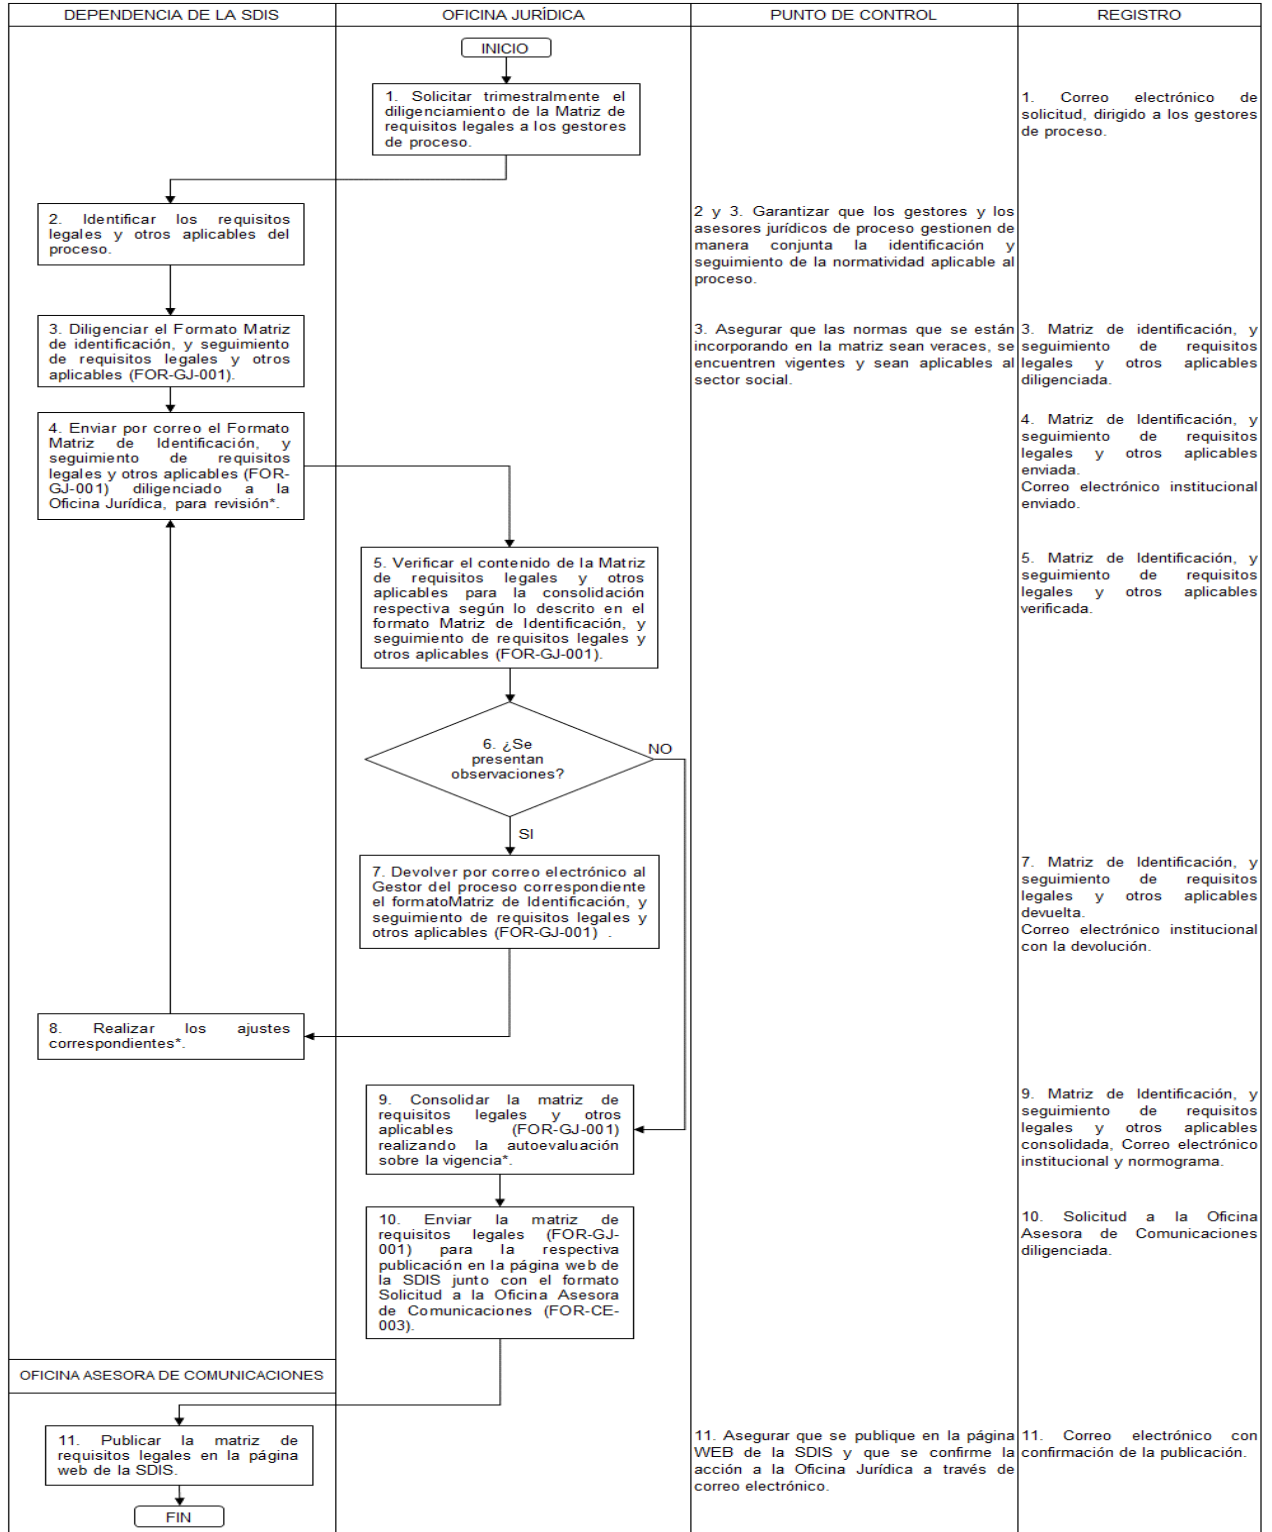 DEPENDENCIA DE LA SDIS
OFICINA JURÍDICA
PUNTO DE CONTROL
REGISTRO
INICIO
1. Solicitar trimestralmente el
diligenciamiento de la Matriz de
requisitos legales a los gestores
de proceso.
1. Correo electrónico de
solicitud, dirigido a los gestores
de proceso.
2. Identificar los requisitos
legales y otros aplicables del
proceso.
2 y 3. Garantizar que los gestores y los
asesores jurídicos de proceso gestionen de
manera conjunta la identificación y
seguimiento de la normatividad aplicable al
proceso.
3. Diligenciar el Formato Matriz
de identificación, y seguimiento
de requisitos legales y otros
aplicables (FOR-GJ-001).
3. Asegurar que las normas que se están
incorporando en la matriz sean veraces, se
encuentren vigentes y sean aplicables al
sector social.
3. Matriz de identificación, y
seguimiento de requisitos
legales y otros aplicables
diligenciada.
4. Enviar por correo el Formato
Matriz de Identificación, y
seguimiento de requisitos
legales y otros aplicables (FOR-
GJ-001) diligenciado a la
Oficina Jurídica, para revisión*.
4. Matriz de Identificación, y
seguimiento de requisitos
legales y otros aplicables
enviada.
Correo electrónico institucional
enviado.
5. Verificar el contenido de la Matriz
de requisitos legales y otros
aplicables para la consolidación
respectiva según lo descrito en el
formato Matriz de Identificación, y
seguimiento de requisitos legales y
otros aplicables (FOR-GJ-001).
5. Matriz de Identificación, y
seguimiento de requisitos
legales y otros aplicables
verificada.
6. ¿Se
presentan
observaciones?
NO
SI
7. Devolver por correo electrónico al
Gestor del proceso correspondiente
el formatoMatriz de Identificación, y
seguimiento de requisitos legales y
otros aplicables (FOR-GJ-001) .
7. Matriz de Identificación, y
seguimiento de requisitos
legales y otros aplicables
devuelta.
Correo electrónico institucional
con la devolución.
8. Realizar los ajustes
correspondientes*.
9. Consolidar la matriz de
requisitos legales y otros
aplicables (FOR-GJ-001)
realizando la autoevaluación
sobre la vigencia*.
9. Matriz de Identificación, y
seguimiento de requisitos
legales y otros aplicables
consolidada, Correo electrónico
institucional y normograma.
10. Enviar la matriz de
requisitos legales (FOR-GJ-
001) para la respectiva
publicación en la página web de
la SDIS junto con el formato
Solicitud a la Oficina Asesora
de Comunicaciones (FOR-CE-
003).
10. Solicitud a la Oficina
Asesora de Comunicaciones
diligenciada.
OFICINA ASESORA DE COMUNICACIONES
11. Publicar la matriz de
requisitos legales en la página
web de la SDIS.
11. Asegurar que se publique en la página
WEB de la SDIS y que se confirme la
acción a la Oficina Jurídica a través de
correo electrónico.
11. Correo electrónico con
confirmación de la publicación.
FIN